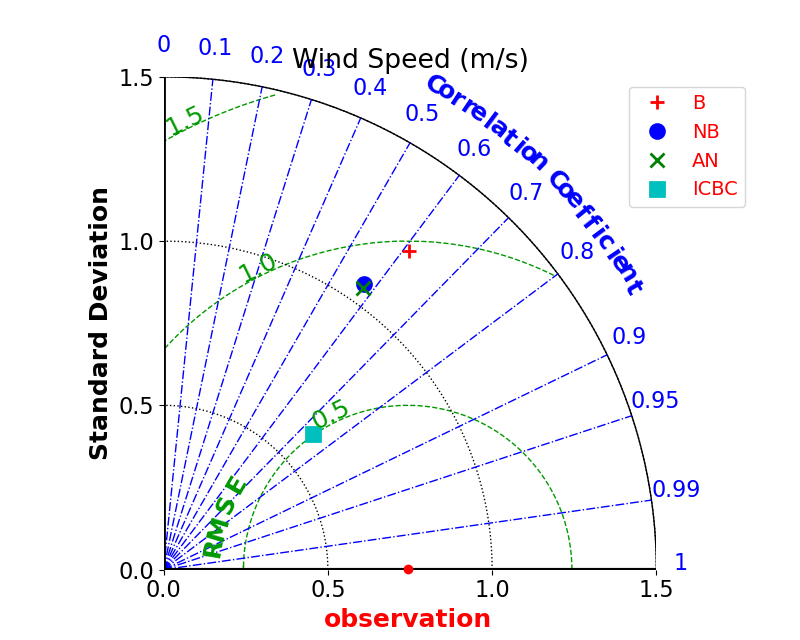 Wind Speed (m/s)
0
0.1
0.2
0.3
0.4
0.5
0.6
0.7
0.8
0.9
0.95
0.99
1
Correlation Coefficient
B
NB
AN
ICBC
Standard Deviation
1.5
1.0
0.5
0.0
1.5
1.0
0.5
RMSE
0.0
0.5
1.0
1.5
observation